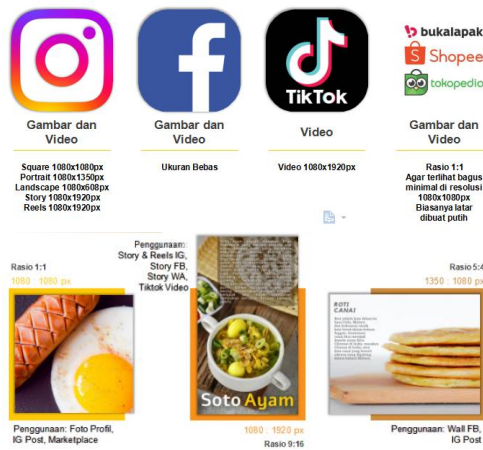 TikTok
bukalapak
Shopee
tokopedia
Gambar dan
Video
Gambar dan
Video
Video
Gambar dan
Video
Square 1080x1080px
Portrait 1080x1350px
Landscape 1080x608px
Story 1080x1920px
Reels 1080x1920px
Ukuran Bebas
Video 1080x1920px
Rasio 1:1
Agar terlihat bagus
minimal di resolusi
1080x1080px
Biasanya latar
dibuat putih
Rasio 1:1
1080 : 1080 px
Penggunaan:
Story & Reels IG,
Story FB,
Story WA,
Tiktok Video
Soto Ayam
1080 : 1920 px
Rasio 9:16
Rasio 5:4
1350 : 1080 px
ROTI
CANAI
Penggunaan: Foto Profil,
IG Post, Marketplace
Penggunaan: Wall FB,
IG Post